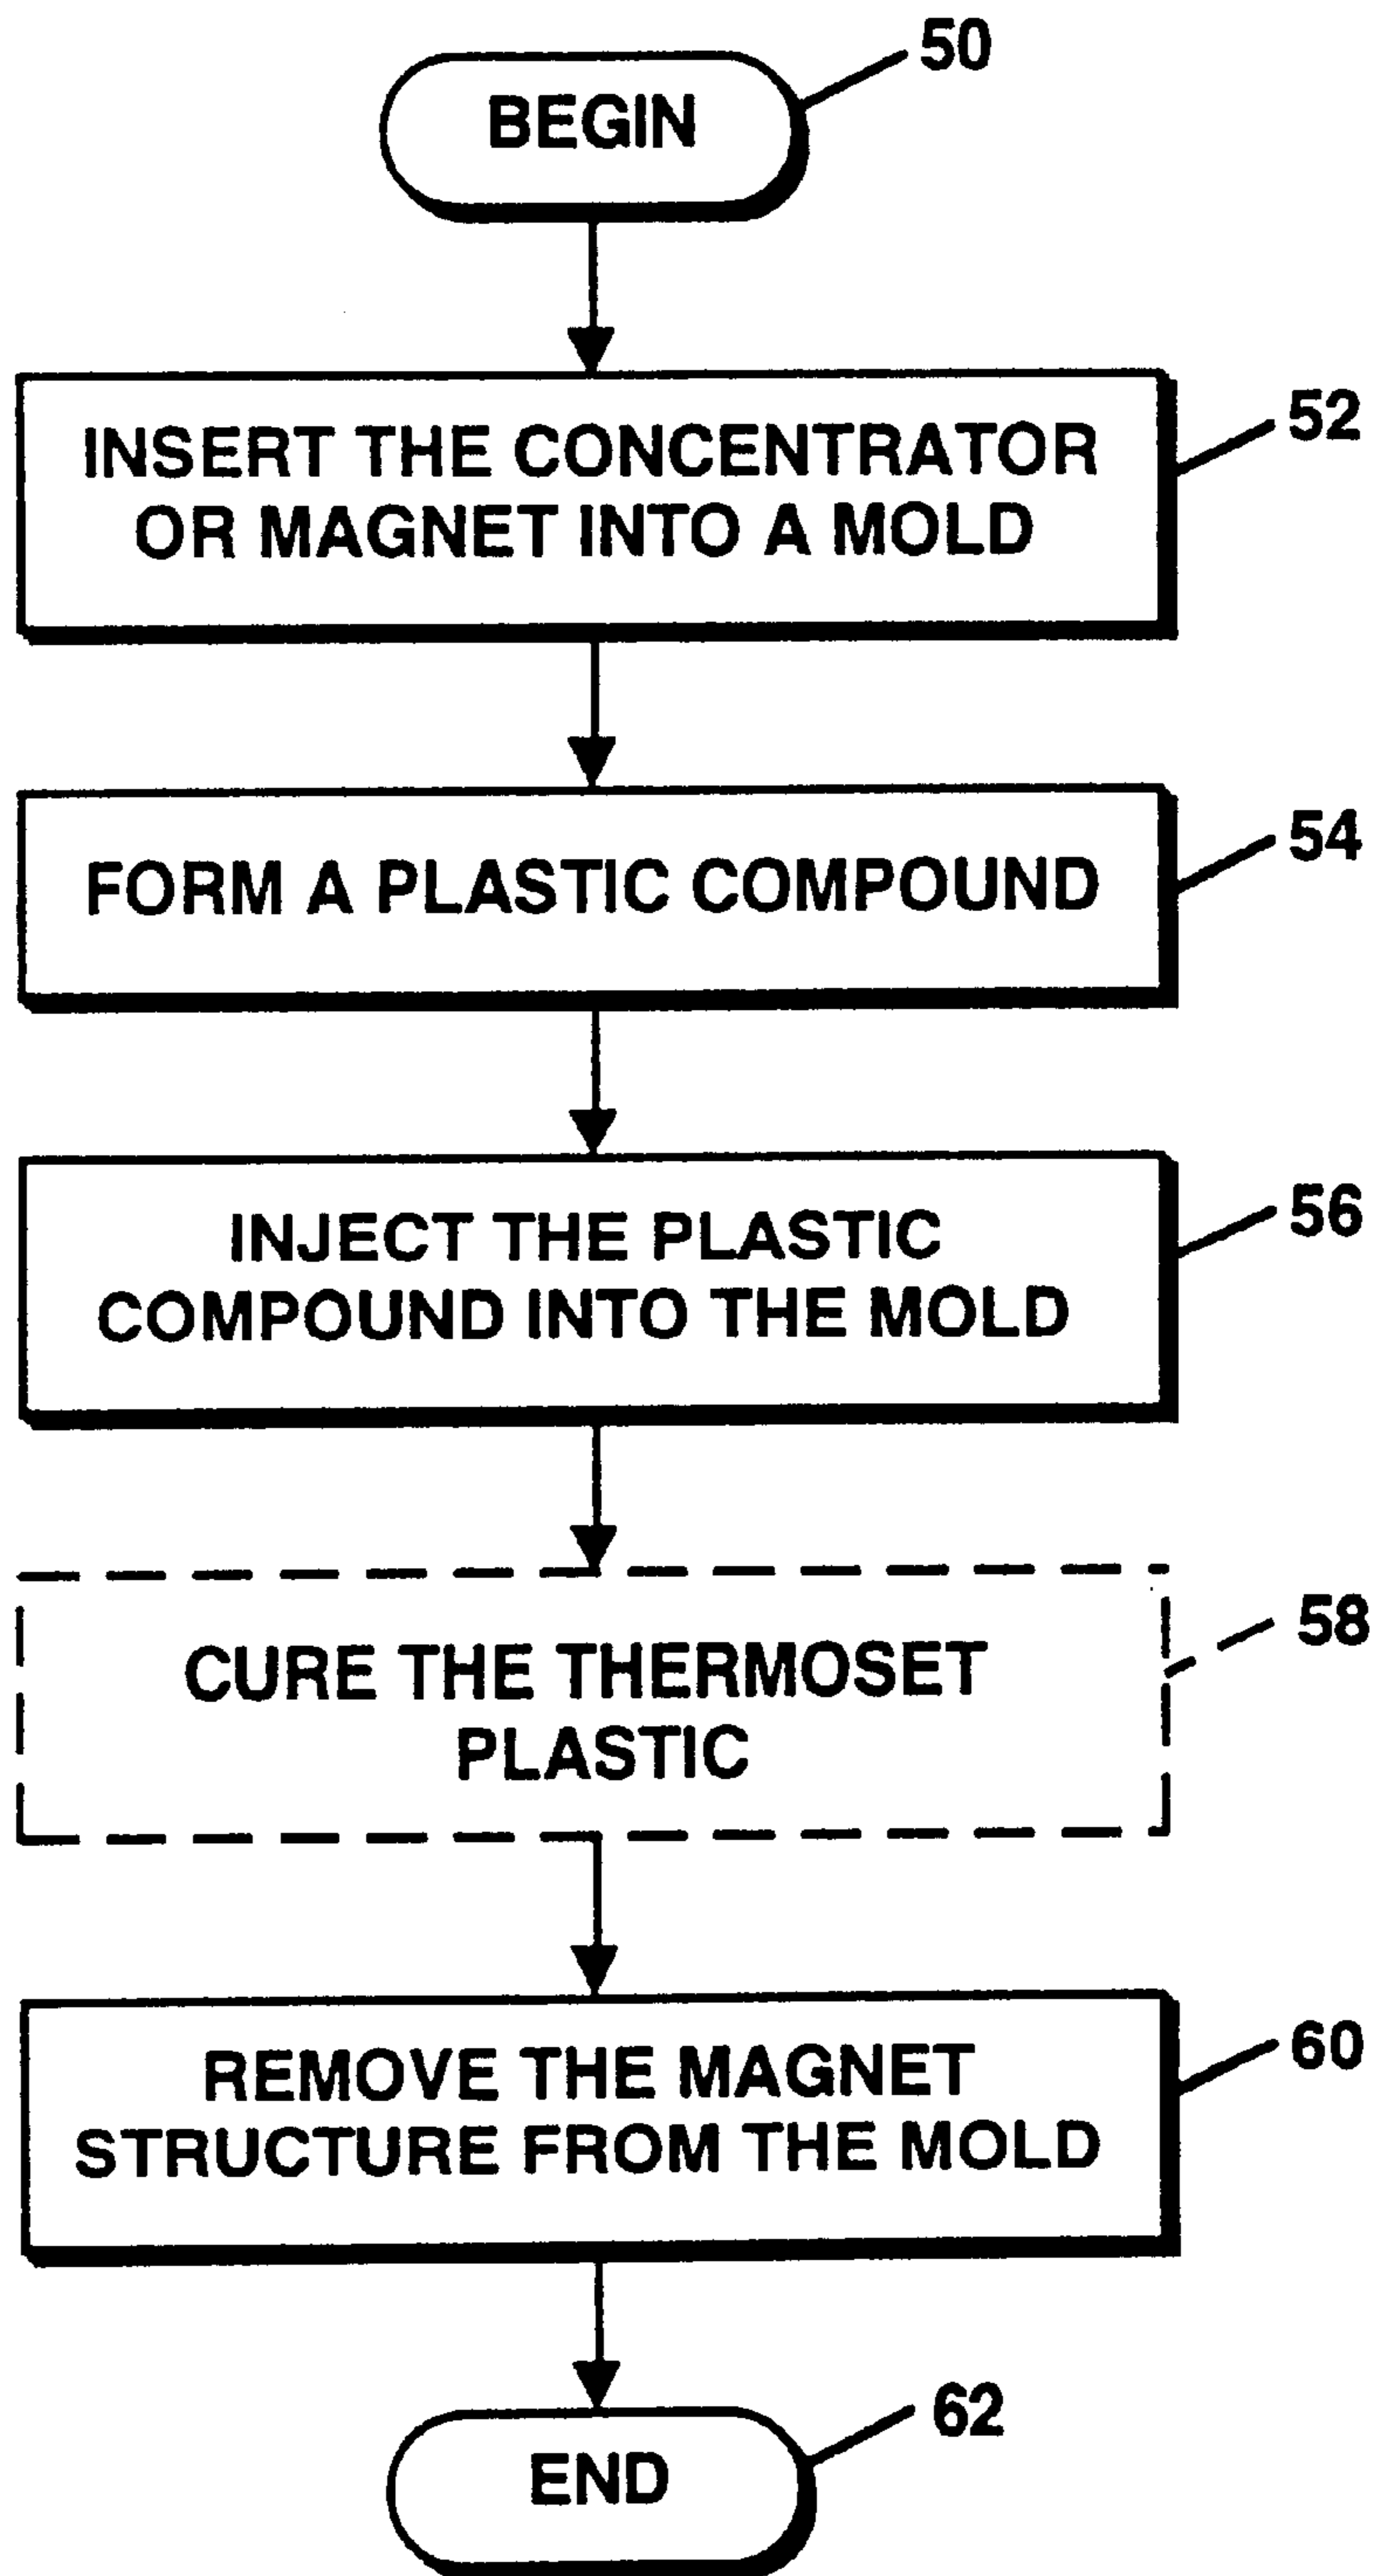 50
BEGIN
52
INSERT THE CONCENTRATOR
OR MAGNET INTO A MOLD
54
FORM A PLASTIC COMPOUND
56
INJECT THE PLASTIC
COMPOUND INTO THE MOLD
58
CURE THE THERMOSET
PLASTIC
60
REMOVE THE MAGNET
STRUCTURE FROM THE MOLD
62
END